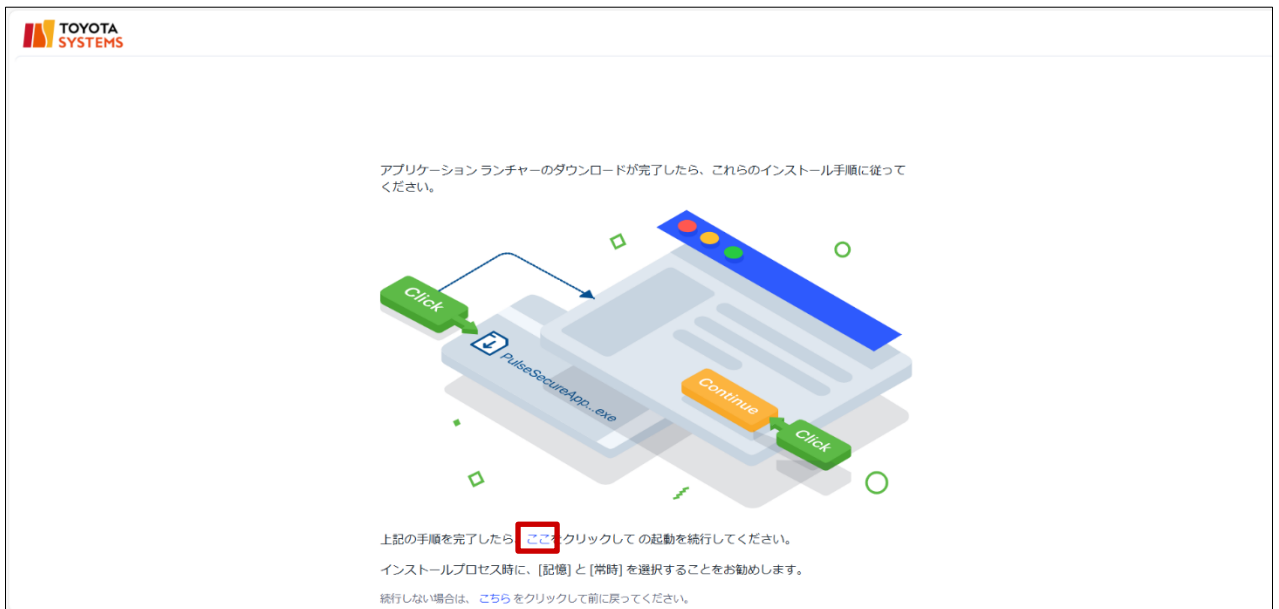 TOYOTA
SYSTEMS
アプリケーション ランチャーのダウンロードが完了したら、これらのインストール手順に従って
ください。
Click
PulseSecureApp...exe
Continue
Click
上記の手順を完了したら、ここをクリックして の起動を続行してください。
インストールプロセス時に、[記憶] と [常時] を選択することをお勧めします。
続行しない場合は、 こちら をクリックして前に戻ってください。